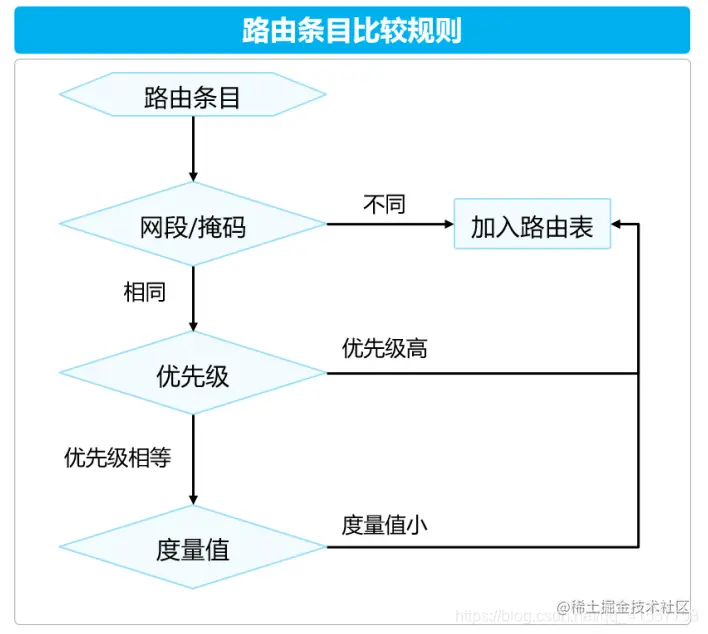 路由条目比较规则
路由条目
网段/掩码
不同
加入路由表
相同
优先级
优先级高
优先级相等
度量值
度量值小
@稀土掘金技术社区
https://blog.csdn.net/qq_